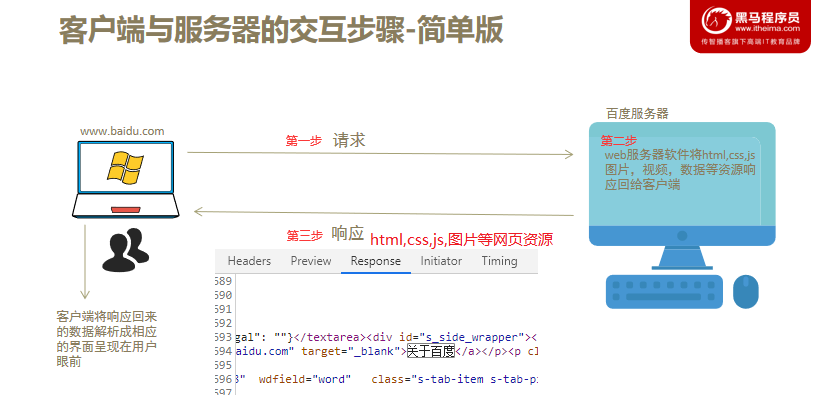 客户端与服务器的交互步骤-简单版
黑马程序员
www.itheima.com
传智播客旗下高端IT教育品牌
www.baidu.com
第一步 请求
百度服务器
第二步
web服务器软件将html,css,js
图片，视频，数据等资源响
应回给客户端
第三步 响应 html,css,js,图片等网页资源
Headers Preview Response Initiator Timing
589
590
591
592
593 gal": ""}</textarea><div id="s_side_wrapper"><
594 baidu.com" target="_blank">关于百度</a></p><p cl
595
596 3" wdfield="word" class="s-tab-item s-tab-pi
597
客户端将响应回来
的数据解析成相应
的界面呈现在用户
眼前